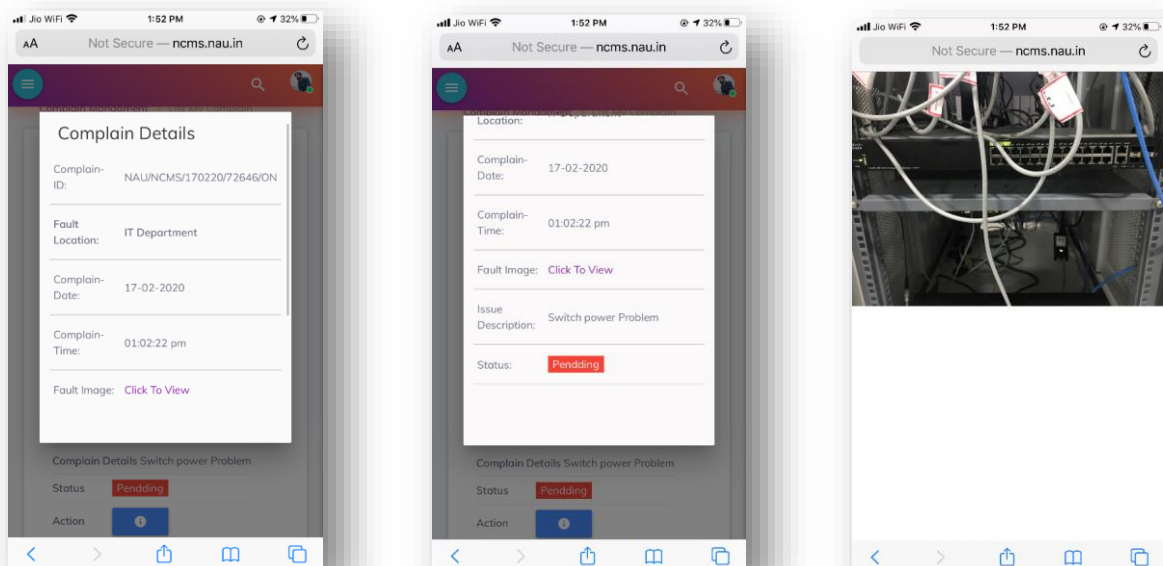 Jio WiFi 1:52 PM 32%
AA Not Secure — ncms.nau.in
Complain Details
Complain-
ID: NAU/NCMS/170220/72646/ON
Fault
Location: IT Department
Complain-
Date: 17-02-2020
Complain-
Time: 01:02:22 pm
Fault Image: Click To View
Complain Details Switch power Problem
Status Pendding
Action
Jio WiFi 1:52 PM 32%
AA Not Secure — ncms.nau.in
Location:
Complain-
Date: 17-02-2020
Complain-
Time: 01:02:22 pm
Fault Image: Click To View
Issue
Description: Switch power Problem
Status: Pendding
Complain Details Switch power Problem
Status Pendding
Action
Jio WiFi 1:52 PM 32%
Not Secure — ncms.nau.in